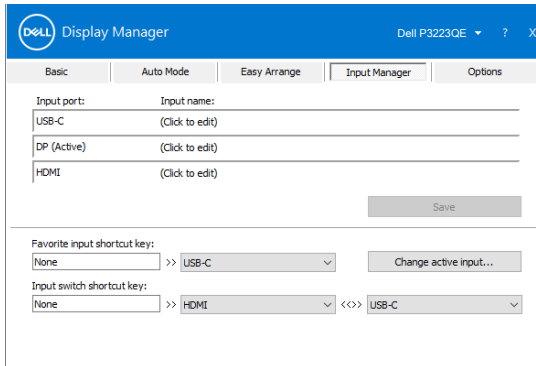 DELL Display Manager Dell P3223QE ? X
Basic Auto Mode Easy Arrange Input Manager Options
Input port: Input name:
USB-C (Click to edit)
DP (Active) (Click to edit)
HDMI (Click to edit)
Save
Favorite input shortcut key:
None >> USB-C Change active input...
Input switch shortcut key:
None >> HDMI <<>> USB-C